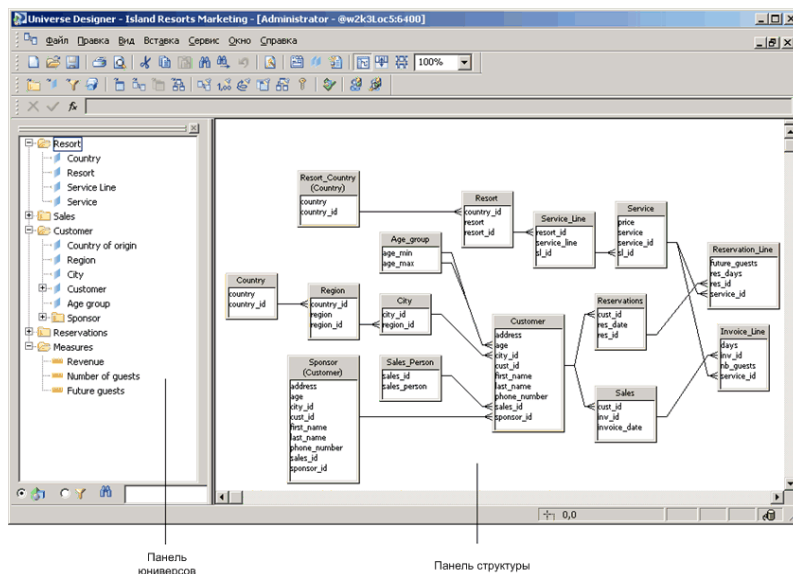 Universe Designer - Island Resorts Marketing - [Administrator - @w2k3Loc5:6400]
Файл Правка Вид Вставка Сервис Окно Справка
100%
Resort
Country
Resort
Service Line
Service
Sales
Customer
Country of origin
Region
City
Customer
Age group
Sponsor
Reservations
Measures
Revenue
Number of guests
Future guests
Resort_Country
(Country)
country
country_id
Resort
country_id
resort
resort_id
Service_Line
resort_id
service_line
sl_id
Service
price
service
service_id
sl_id
Reservation_Line
future_guests
res_days
res_id
service_id
Age_group
age_min
age_max
Country
country
country_id
Region
country_id
region
region_id
City
city_id
region_id
Customer
address
age
city_id
cust_id
first_name
last_name
phone_number
sales_id
sponsor_id
Reservations
cust_id
res_date
res_id
Invoice_Line
days
inv_id
nb_guests
service_id
Sponsor
(Customer)
address
age
city_id
cust_id
first_name
last_name
phone_number
sales_id
sponsor_id
Sales_Person
sales_id
sales_person
Sales
cust_id
inv_id
invoice_date
0,0
Панель
юниверсов
Панель структуры